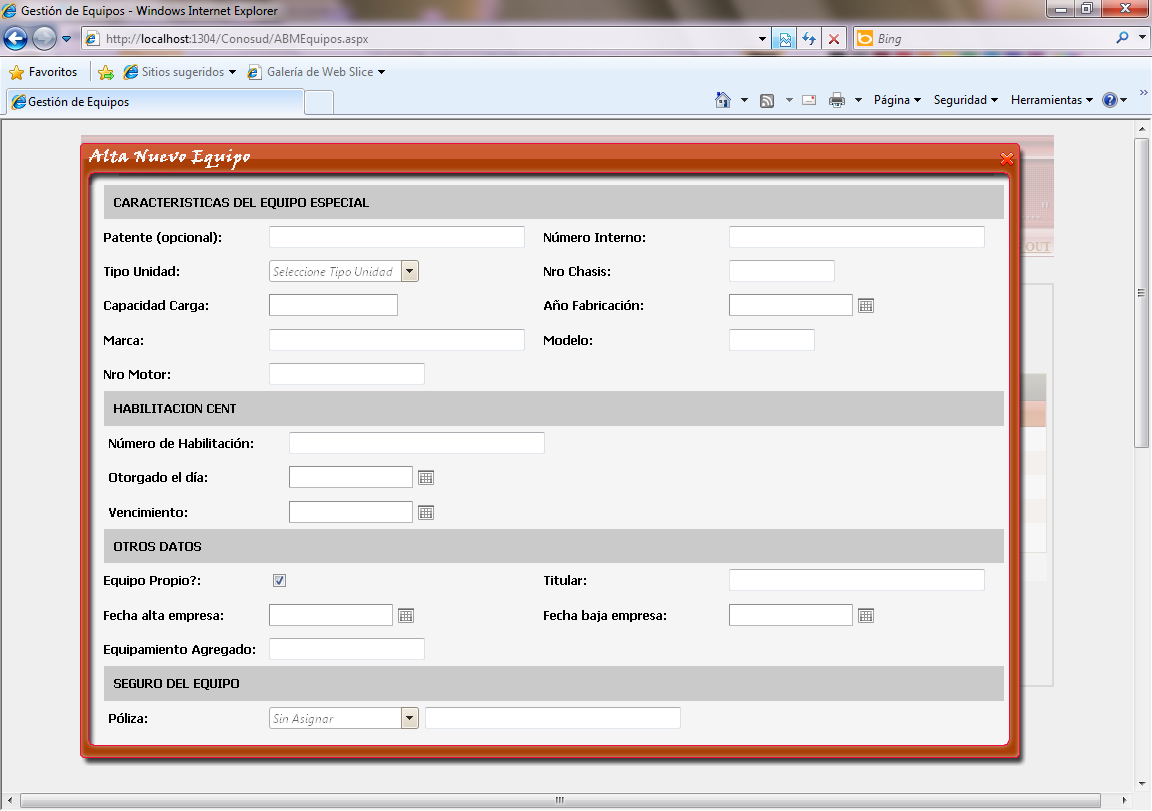 Gestión de Equipos - Windows Internet Explorer
http://localhost:1304/Conosud/ABMEquipos.aspx
Bing
Favoritos
Sitios sugeridos
Galería de Web Slice
Gestión de Equipos
Página
Seguridad
Herramientas
Alta Nuevo Equipo
OUT
CARACTERISTICAS DEL EQUIPO ESPECIAL
Patente (opcional): Número Interno:
Tipo Unidad: Seleccione Tipo Unidad Nro Chasis:
Capacidad Carga: Año Fabricación:
Marca: Modelo:
Nro Motor:
HABILITACION CENT
Número de Habilitación:
Otorgado el día:
Vencimiento:
OTROS DATOS
Equipo Propio?: Titular:
Fecha alta empresa: Fecha baja empresa:
Equipamiento Agregado:
SEGURO DEL EQUIPO
Póliza: Sin Asignar